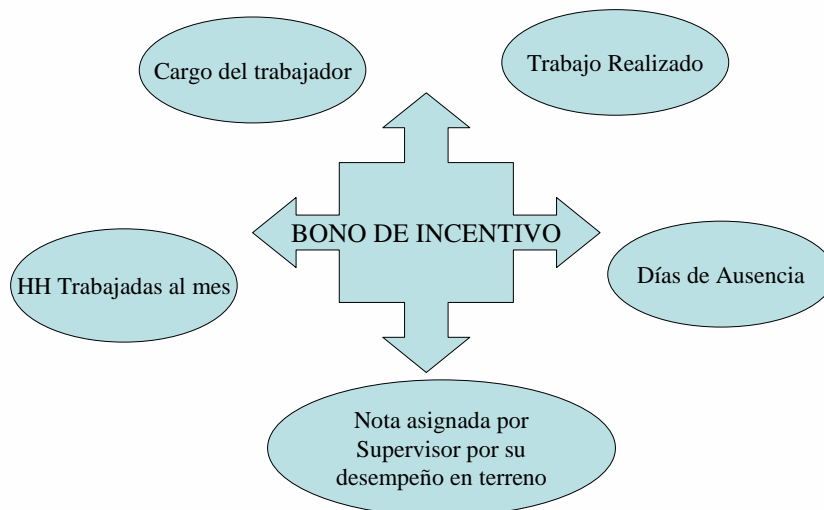 Cargo del trabajador
Trabajo Realizado
BONO DE INCENTIVO
HH Trabajadas al mes
Días de Ausencia
Nota asignada por
Supervisor por su
desempeño en terreno